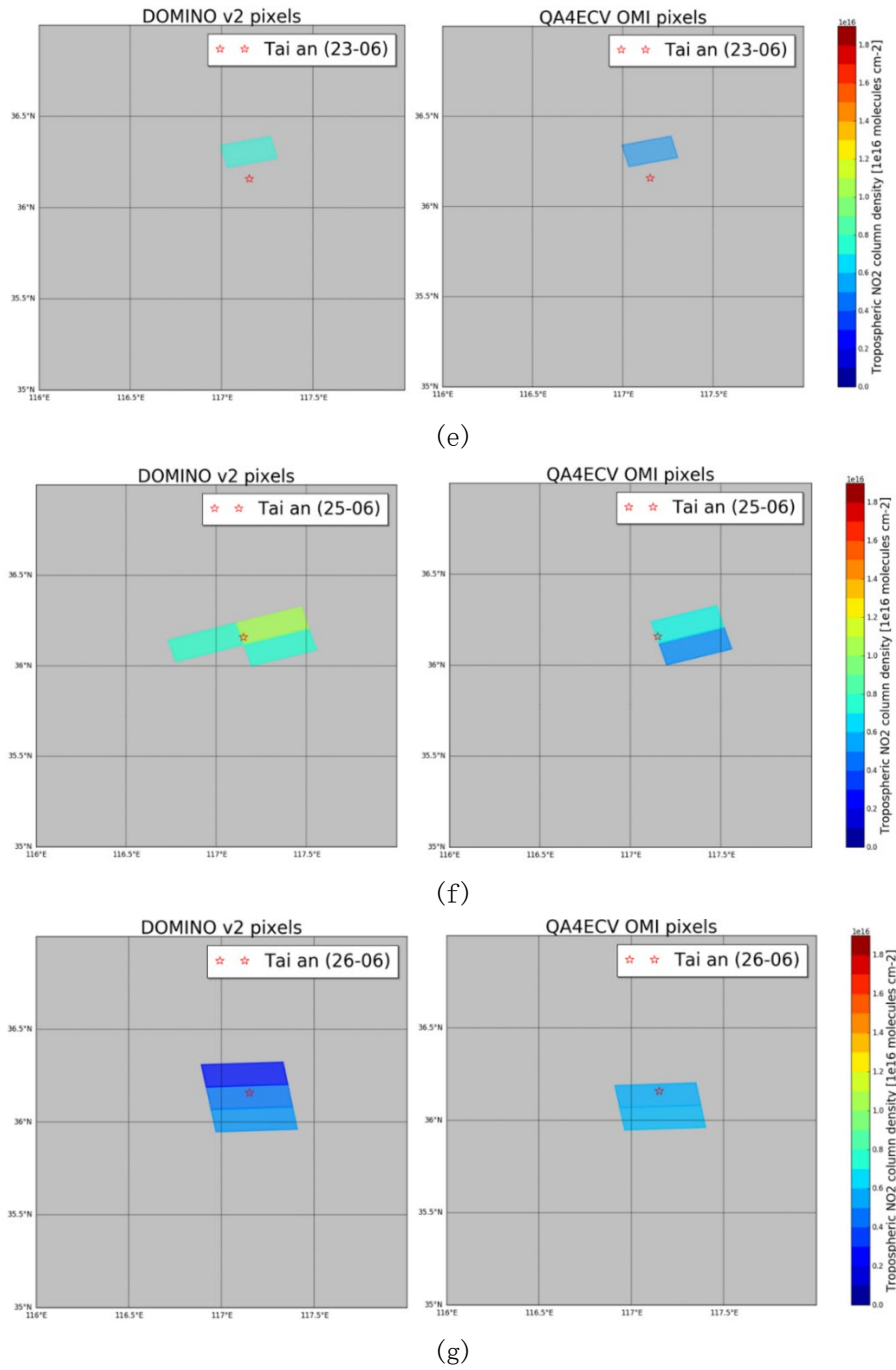 DOMINO v2 pixels
QA4ECV OMI pixels
Tai an (23-06)
Tai an (23-06)
1e16
36.5°N
36°N
35.5°N
35°N
116°E
116.5°E
117°E
117.5°E
36.5°N
36°N
35.5°N
35°N
116°E
116.5°E
117°E
117.5°E
1.8
1.6
1.4
1.2
1.0
0.8
0.6
0.4
0.2
0.0
Tropospheric NO2 column density [1e16 molecules cm-2]
(e)
DOMINO v2 pixels
QA4ECV OMI pixels
Tai an (25-06)
Tai an (25-06)
1e16
36.5°N
36°N
35.5°N
35°N
116°E
116.5°E
117°E
117.5°E
36.5°N
36°N
35.5°N
35°N
116°E
116.5°E
117°E
117.5°E
1.8
1.6
1.4
1.2
1.0
0.8
0.6
0.4
0.2
0.0
Tropospheric NO2 column density [1e16 molecules cm-2]
(f)
DOMINO v2 pixels
QA4ECV OMI pixels
Tai an (26-06)
Tai an (26-06)
1e16
36.5°N
36°N
35.5°N
35°N
116°E
116.5°E
117°E
117.5°E
36.5°N
36°N
35.5°N
35°N
116°E
116.5°E
117°E
117.5°E
1.8
1.6
1.4
1.2
1.0
0.8
0.6
0.4
0.2
0.0
Tropospheric NO2 column density [1e16 molecules cm-2]
(g)